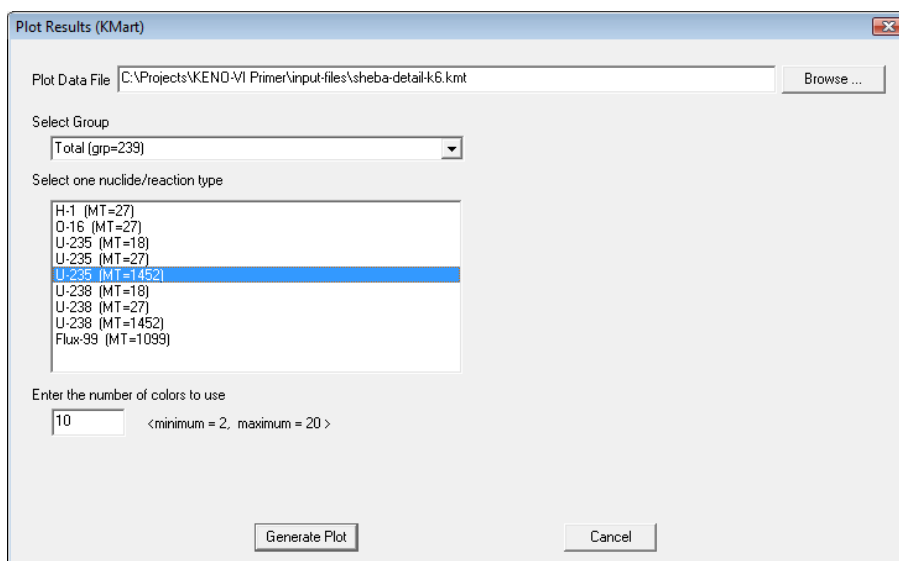 Plot Results (KMart)
Plot Data File C:\Projects\KENO-VI Primer\input-files\sheba-detail-k6.kmt Browse ...
Select Group
Total (grp=239)
Select one nuclide/reaction type
H-1 (MT=27)
O-16 (MT=27)
U-235 (MT=18)
U-235 (MT=27)
U-235 (MT=1452)
U-238 (MT=18)
U-238 (MT=27)
U-238 (MT=1452)
Flux-99 (MT=1099)
Enter the number of colors to use
10 <minimum = 2, maximum = 20 >
Generate Plot Cancel